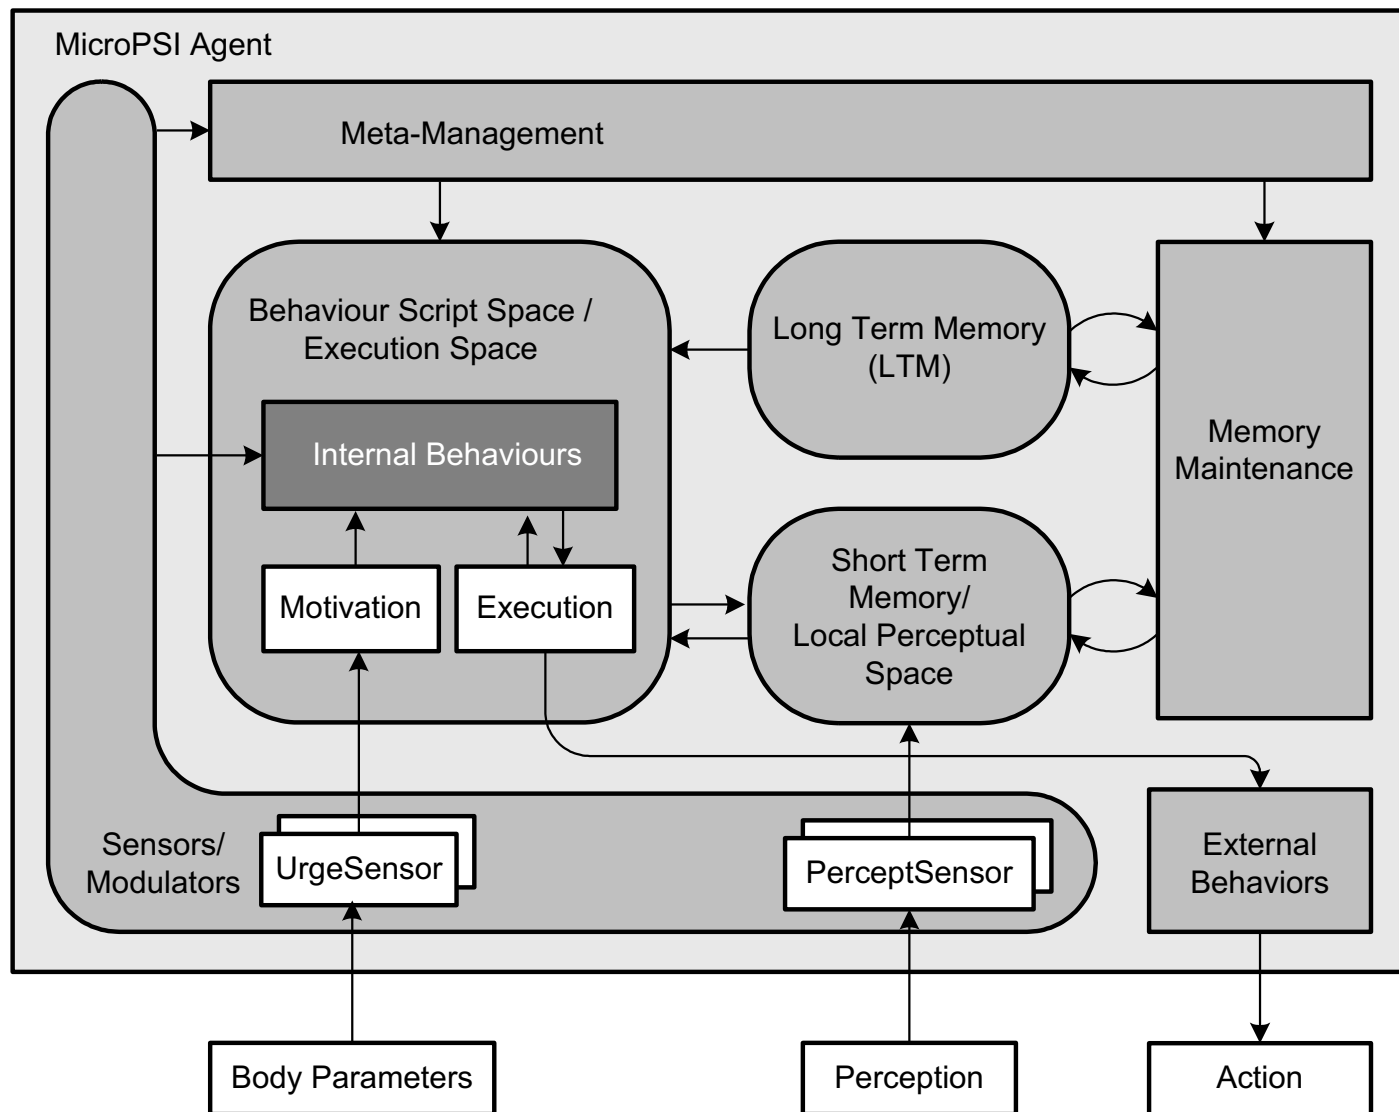 MicroPSI Agent
Meta-Management
Behaviour Script Space /
Execution Space
Long Term Memory
(LTM)
Memory
Maintenance
Internal Behaviours
Motivation
Execution
Short Term
Memory/
Local Perceptual
Space
Sensors/
Modulators
UrgeSensor
PerceptSensor
External
Behaviors
Body Parameters
Perception
Action